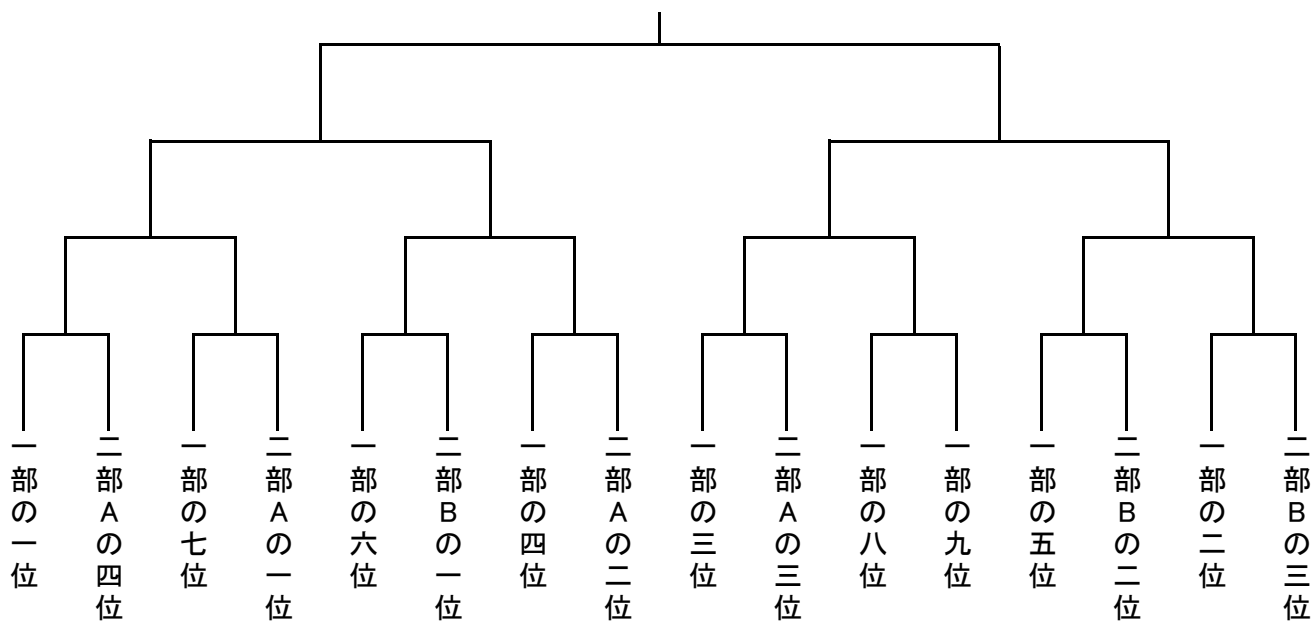 一部の一位
二部Aの四位
一部の七位
二部Aの一位
一部の六位
二部Bの一位
一部の四位
二部Aの二位
一部の三位
二部Aの三位
一部の八位
一部の九位
一部の五位
二部Bの二位
一部の二位
二部Bの三位